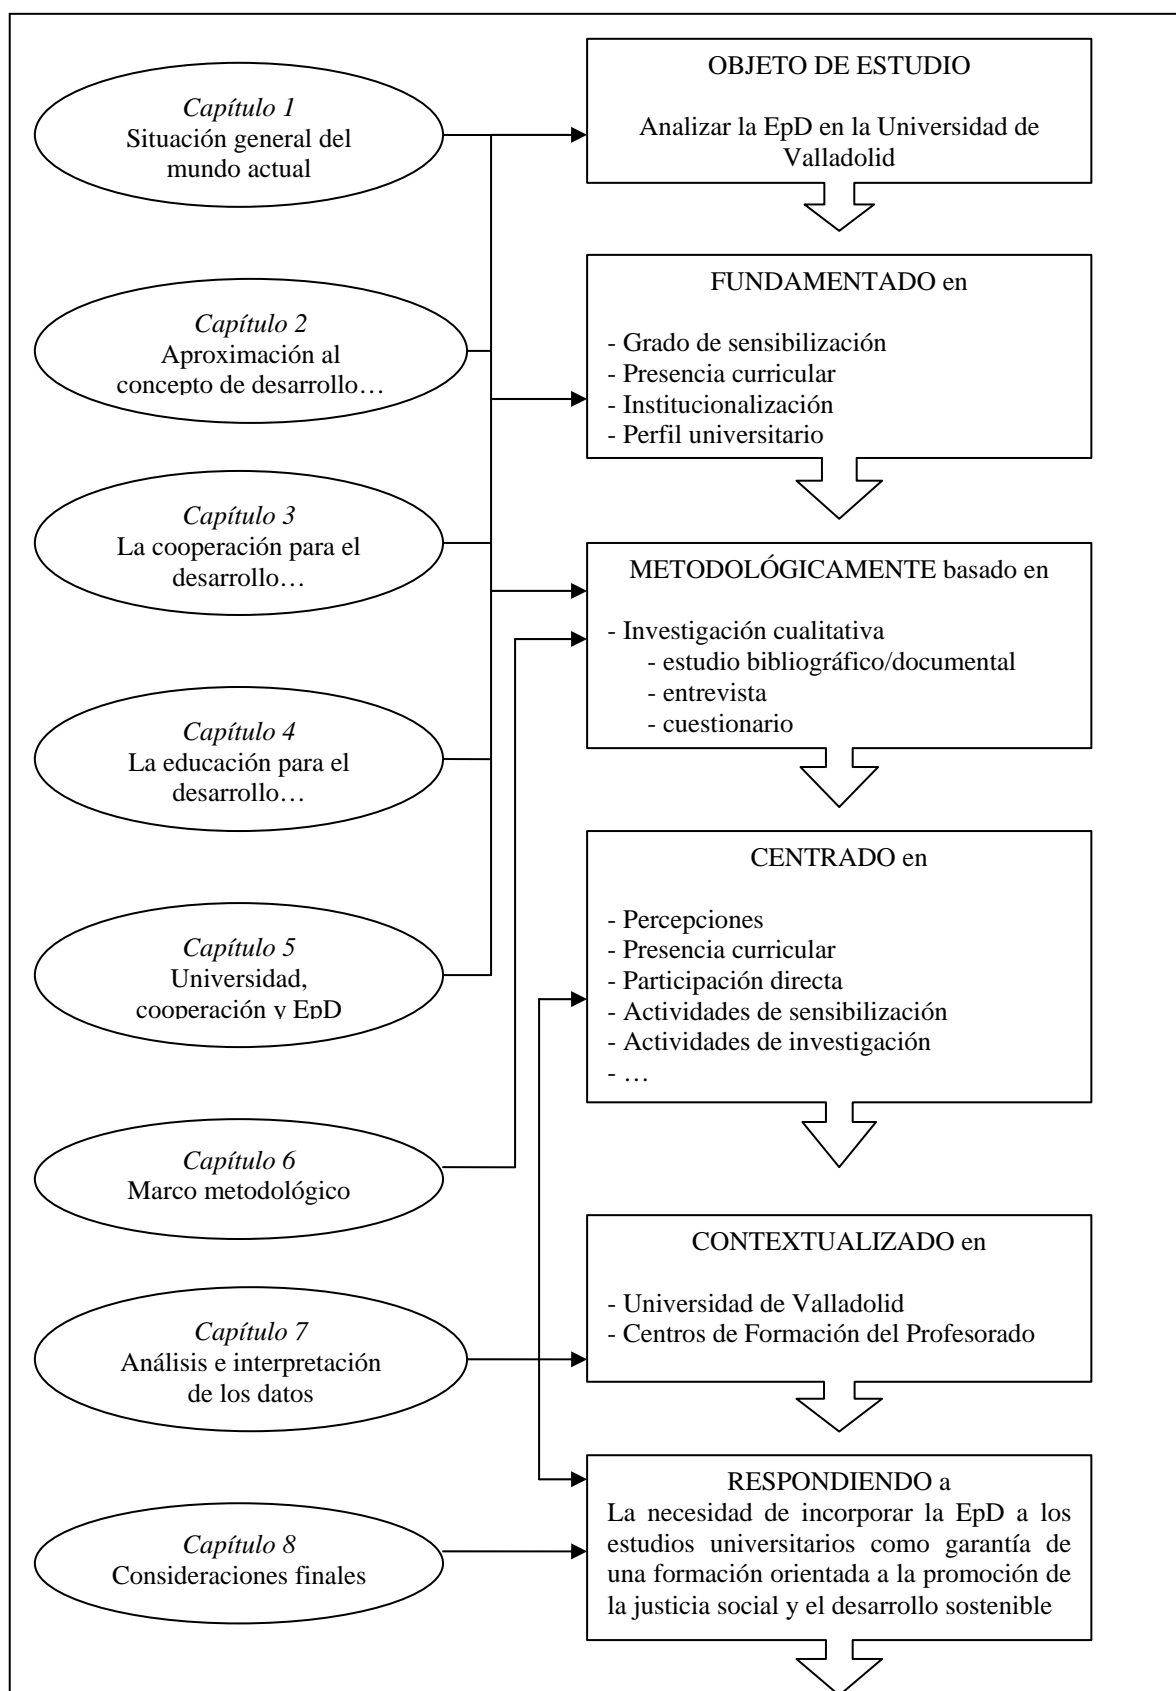 Capítulo 1
Situación general del
mundo actual
Capítulo 2
Aproximación al
concepto de desarrollo…
Capítulo 3
La cooperación para el
desarrollo…
Capítulo 4
La educación para el
desarrollo…
Capítulo 5
Universidad,
cooperación y EpD
Capítulo 6
Marco metodológico
Capítulo 7
Análisis e interpretación
de los datos
Capítulo 8
Consideraciones finales
OBJETO DE ESTUDIO
Analizar la EpD en la Universidad de
Valladolid
FUNDAMENTADO en
- Grado de sensibilización
- Presencia curricular
- Institucionalización
- Perfil universitario
METODOLÓGICAMENTE basado en
- Investigación cualitativa
- estudio bibliográfico/documental
- entrevista
- cuestionario
CENTRADO en
- Percepciones
- Presencia curricular
- Participación directa
- Actividades de sensibilización
- Actividades de investigación
- …
CONTEXTUALIZADO en
- Universidad de Valladolid
- Centros de Formación del Profesorado
RESPONDIENDO a
La necesidad de incorporar la EpD a los
estudios universitarios como garantía de
una formación orientada a la promoción de
la justicia social y el desarrollo sostenible